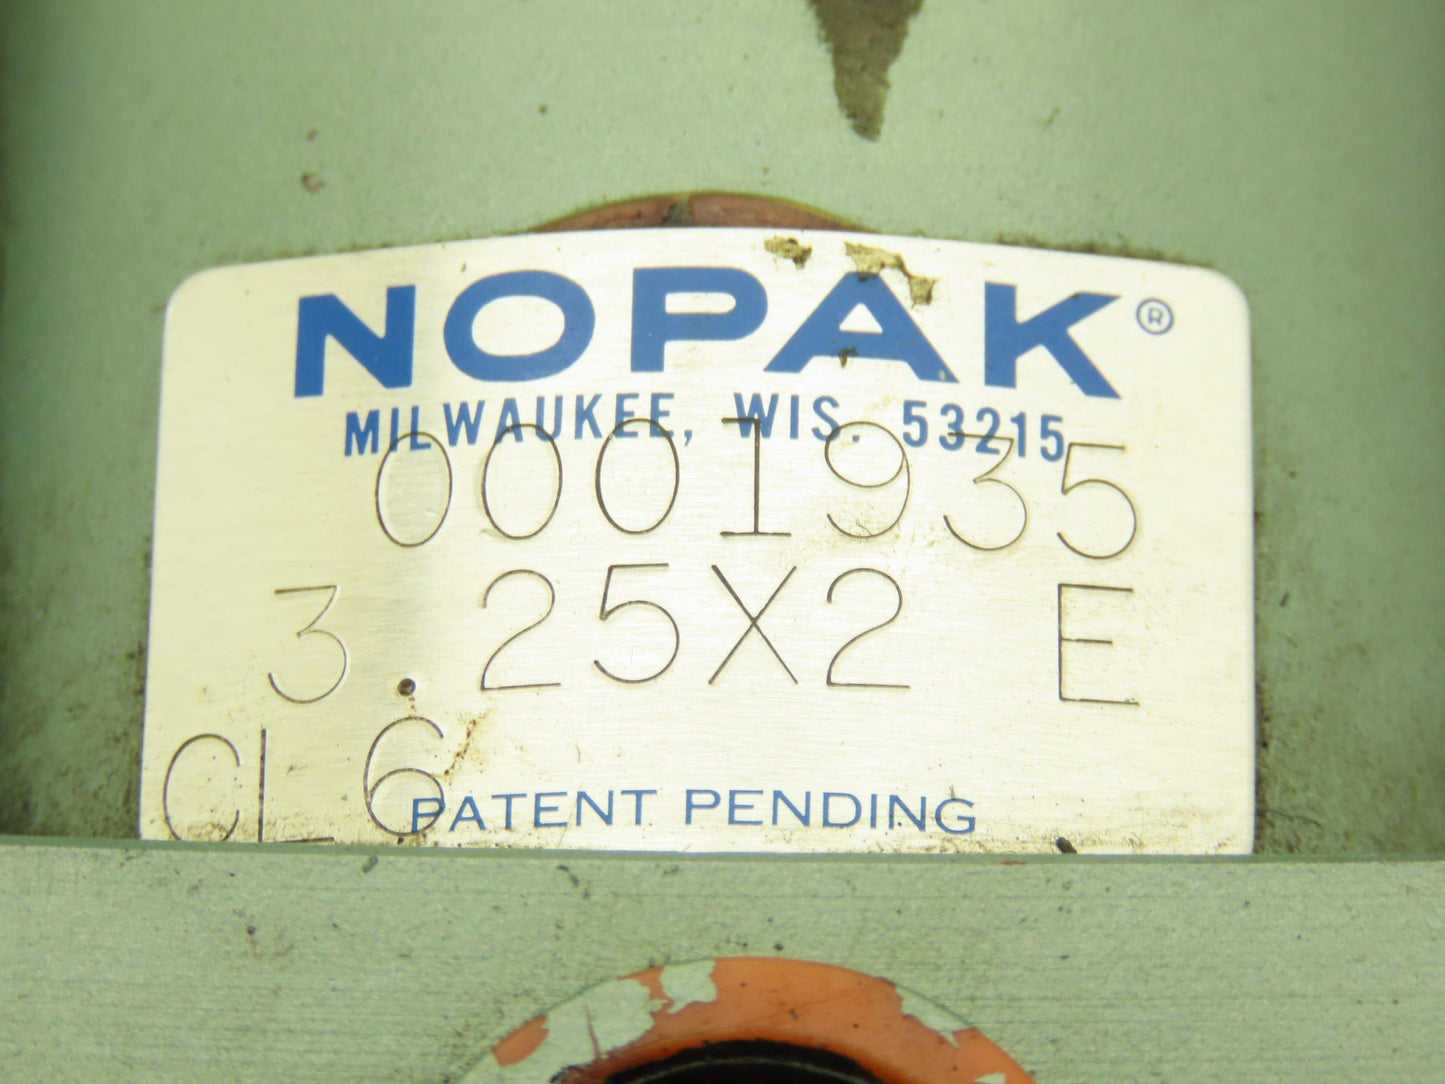 NOPAK®
MILWAUKEE, WIS. 53215
0001935
3.25X2 E
CL6
PATENT PENDING